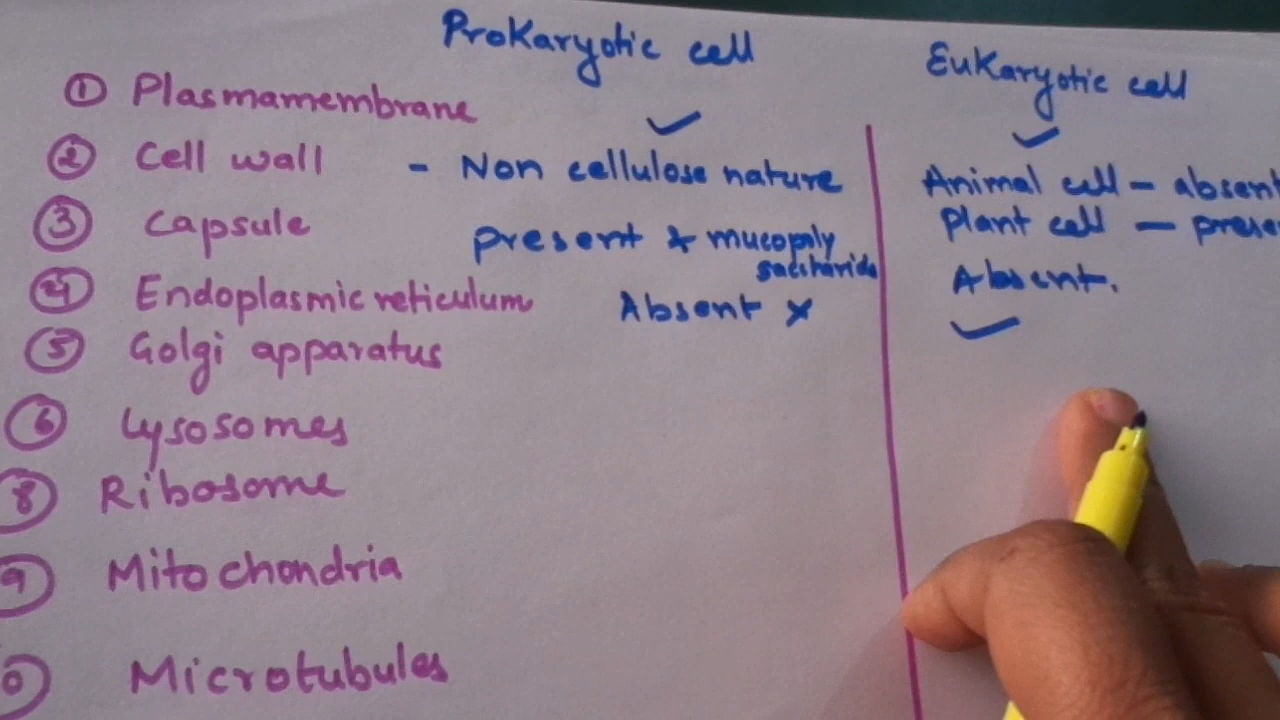 Prokaryotic cell Eukaryotic cell
① Plasmamembrane ✓ ✓
② Cell wall - Non cellulose nature Animal cell - absent
Plant cell - prese
③ Capsule present & mucopoly
saccharide Absent.
④ Endoplasmic reticulum Absent x ✓
⑤ Golgi apparatus
⑥ Lysosomes
⑧ Ribosome
⑨ Mitochondria
0 Microtubules